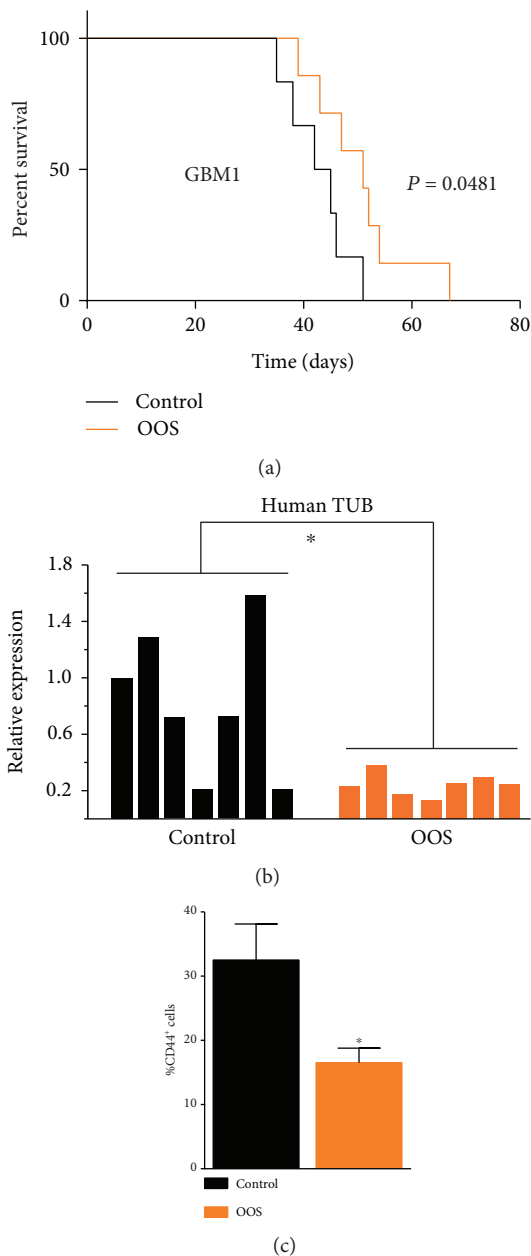 100
50
0
Percent survival
GBM1
P = 0.0481
0 20 40 60 80
Time (days)
Control
OOS
(a)
Human TUB
*
1.8
1.4
1.0
0.6
0.2
Relative expression
Control OOS
(b)
40
30
20
10
0
%CD44⁺ cells
*
Control
OOS
(c)